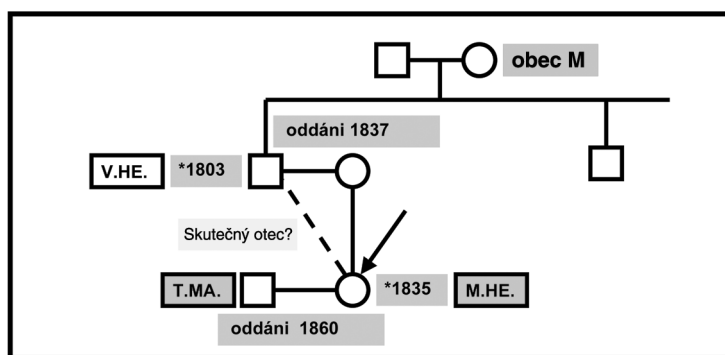 obec M
oddáni 1837
V.HE.
*1803
Skutečný otec?
T.MA.
*1835
M.HE.
oddáni 1860